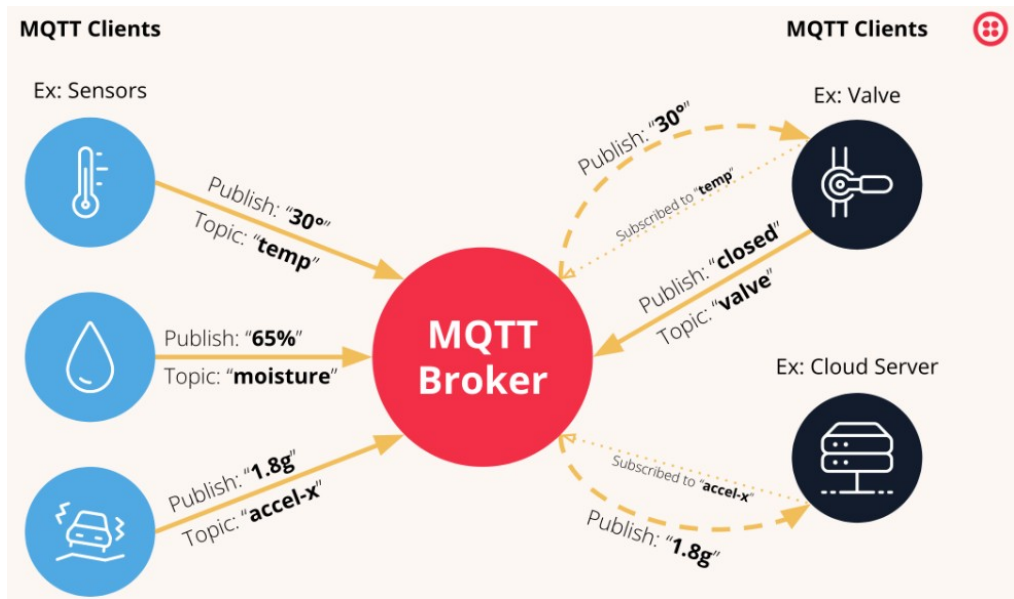 MQTT Clients
MQTT Clients
Ex: Sensors
Ex: Valve
Publish: “30°”
Topic: “temp”
Publish: “30°”
Subscribed to “temp”
Publish: “closed”
Topic: “valve”
Publish: “65%”
Topic: “moisture”
MQTT
Broker
Ex: Cloud Server
Publish: “1.8g”
Topic: “accel-x”
Subscribed to “accel-x”
Publish: “1.8g”